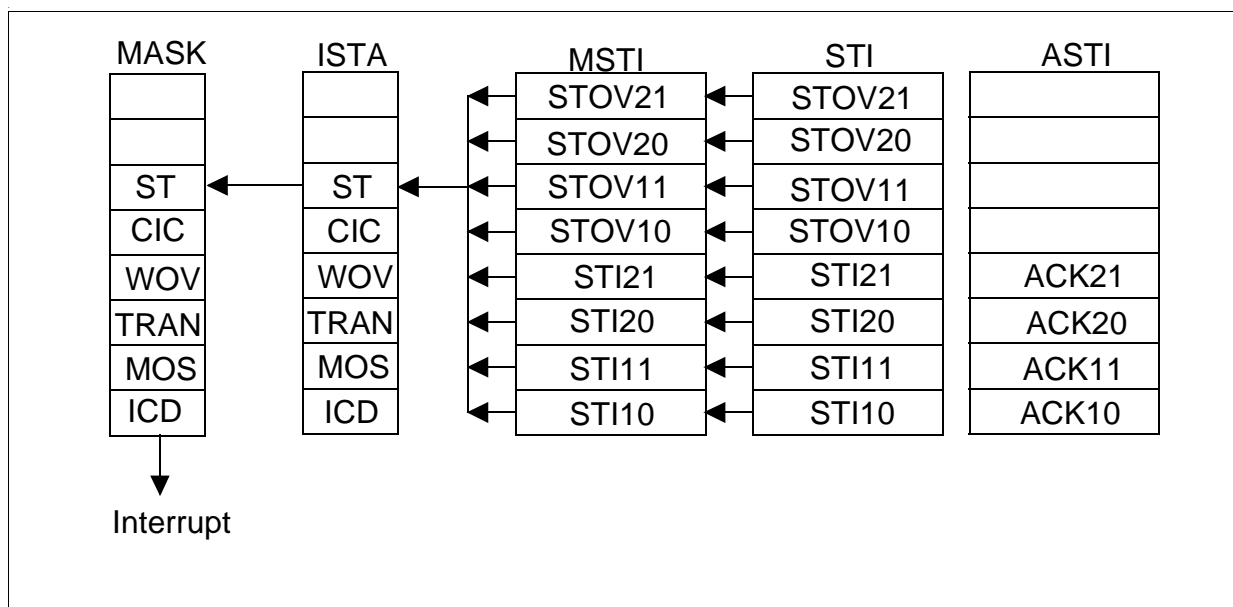 MASK ISTA MSTI STI ASTI
STOV21 STOV21
STOV20 STOV20
ST ST STOV11 STOV11
CIC CIC STOV10 STOV10
WOV WOV STI21 STI21 ACK21
TRAN TRAN STI20 STI20 ACK20
MOS MOS STI11 STI11 ACK11
ICD ICD STI10 STI10 ACK10
Interrupt